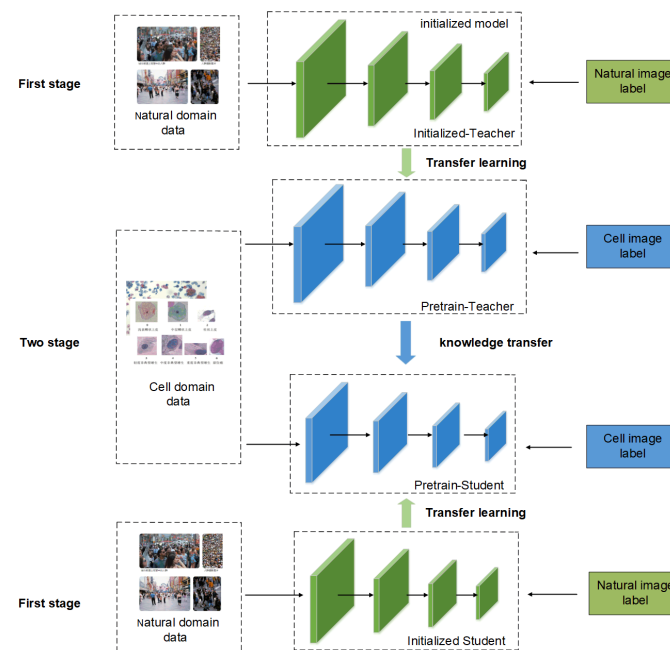 First stage
Natural domain
data
initialized model
Initialized-Teacher
Natural image
label
Transfer learning
Two stage
Cell domain
data
Pretrain-Teacher
Cell image
label
knowledge transfer
Pretrain-Student
Cell image
label
Transfer learning
First stage
Natural domain
data
Initialized Student
Natural image
label